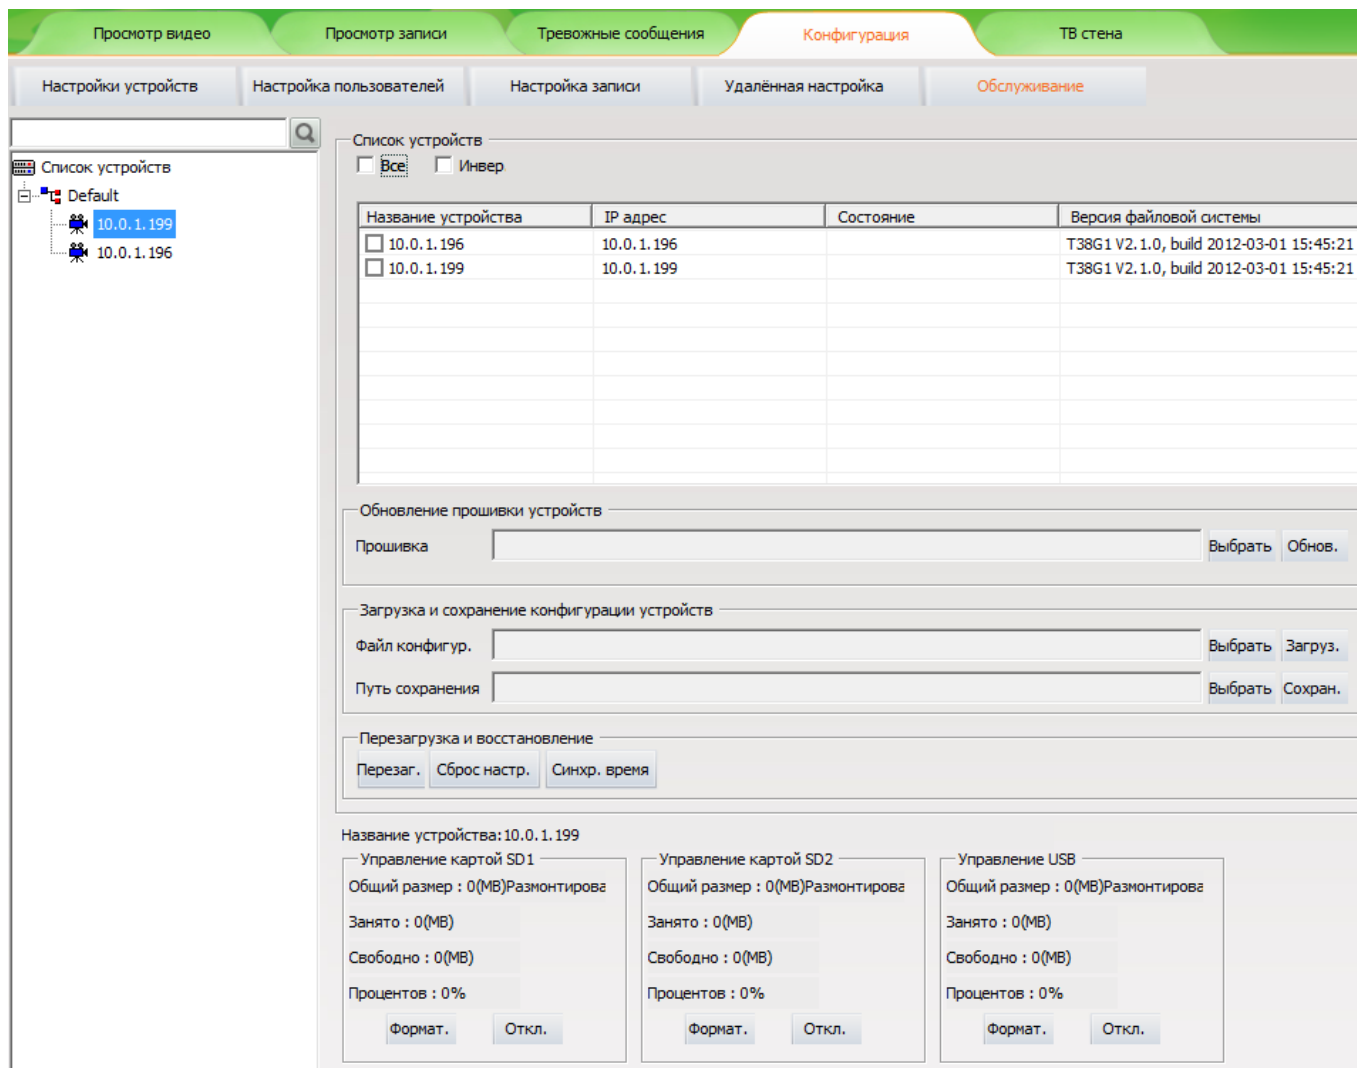 Просмотр видео
Просмотр записи
Тревожные сообщения
Конфигурация
ТВ стена
Настройки устройств
Настройка пользователей
Настройка записи
Удалённая настройка
Обслуживание
Список устройств
Default
10.0.1.199
10.0.1.196
Список устройств
Все
Инвер
Название устройства
IP адрес
Состояние
Версия файловой системы
10.0.1.196
10.0.1.196
T38G1 V2.1.0, build 2012-03-01 15:45:21
10.0.1.199
10.0.1.199
T38G1 V2.1.0, build 2012-03-01 15:45:21
Обновление прошивки устройств
Прошивка
Выбрать
Обнов.
Загрузка и сохранение конфигурации устройств
Файл конфигур.
Выбрать
Загруз.
Путь сохранения
Выбрать
Сохран.
Перезагрузка и восстановление
Перезаг.
Сброс настр.
Синхр. время
Название устройства:10.0.1.199
Управление картой SD1
Общий размер : 0(MB)Размонтирова
Занято : 0(MB)
Свободно : 0(MB)
Процентов : 0%
Формат.
Откл.
Управление картой SD2
Общий размер : 0(MB)Размонтирова
Занято : 0(MB)
Свободно : 0(MB)
Процентов : 0%
Формат.
Откл.
Управление USB
Общий размер : 0(MB)Размонтирова
Занято : 0(MB)
Свободно : 0(MB)
Процентов : 0%
Формат.
Откл.